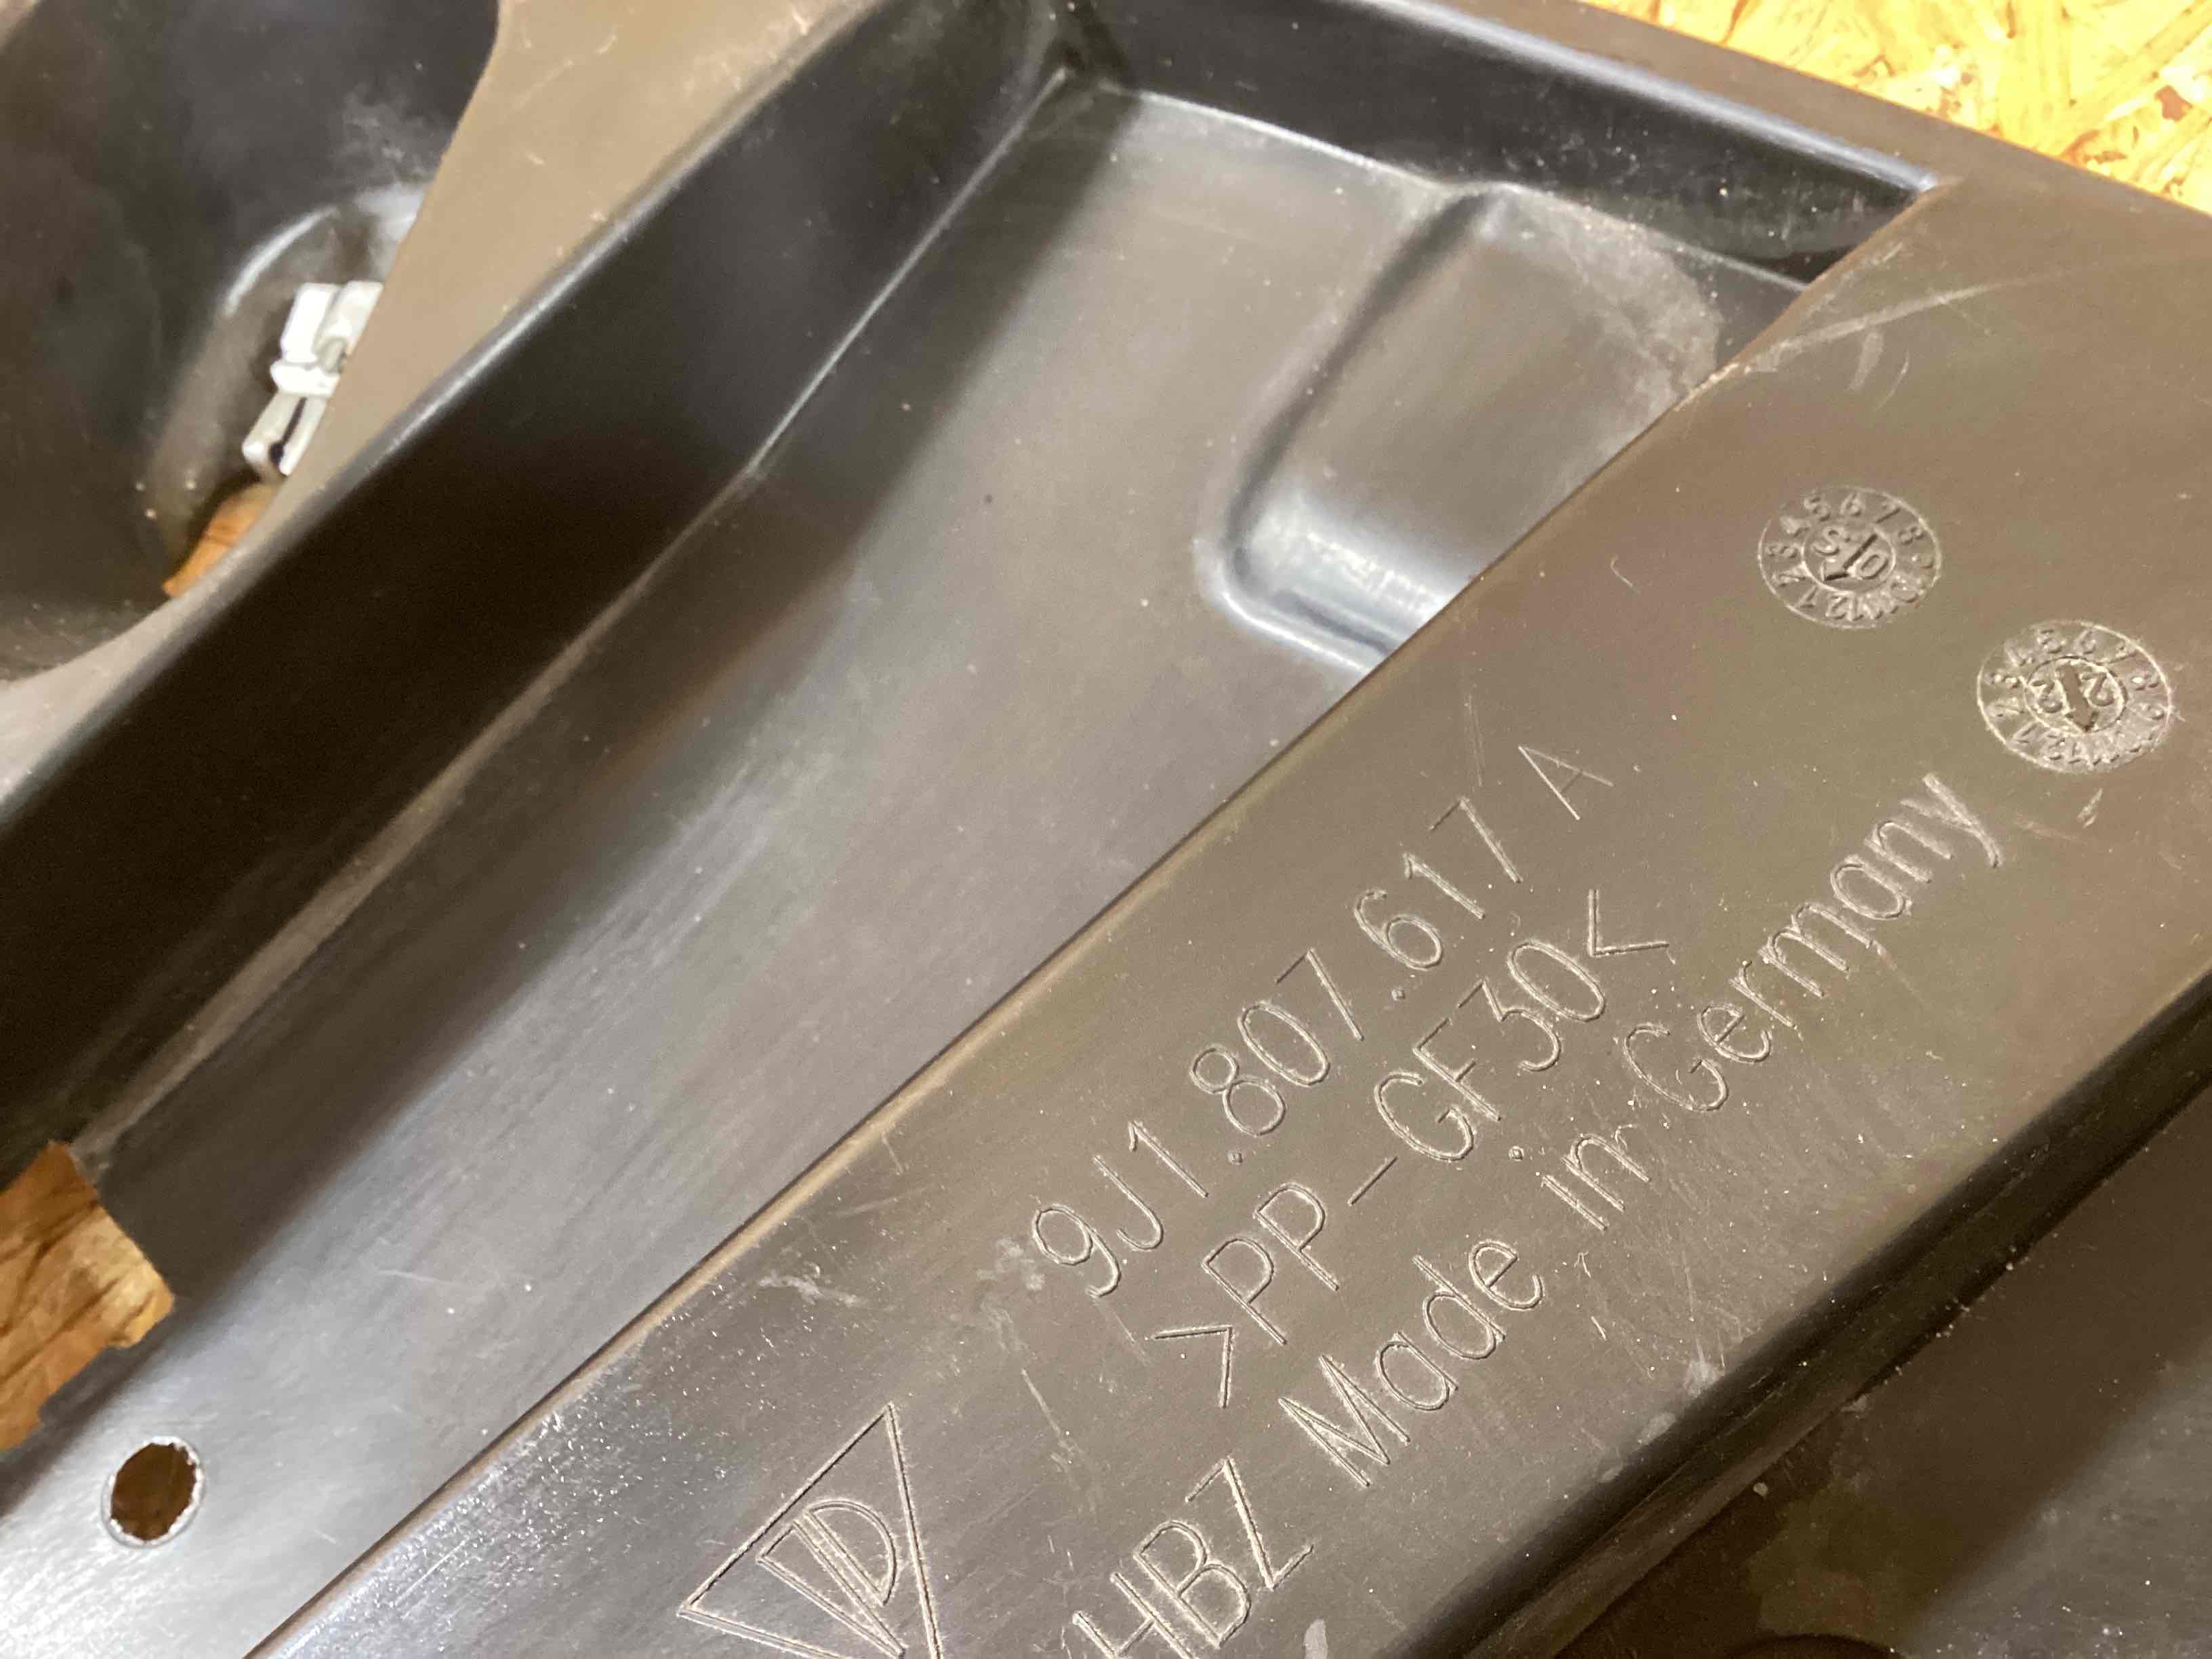 9J1.807.617 A
>PP-GF30<
HBZ Made in Germany